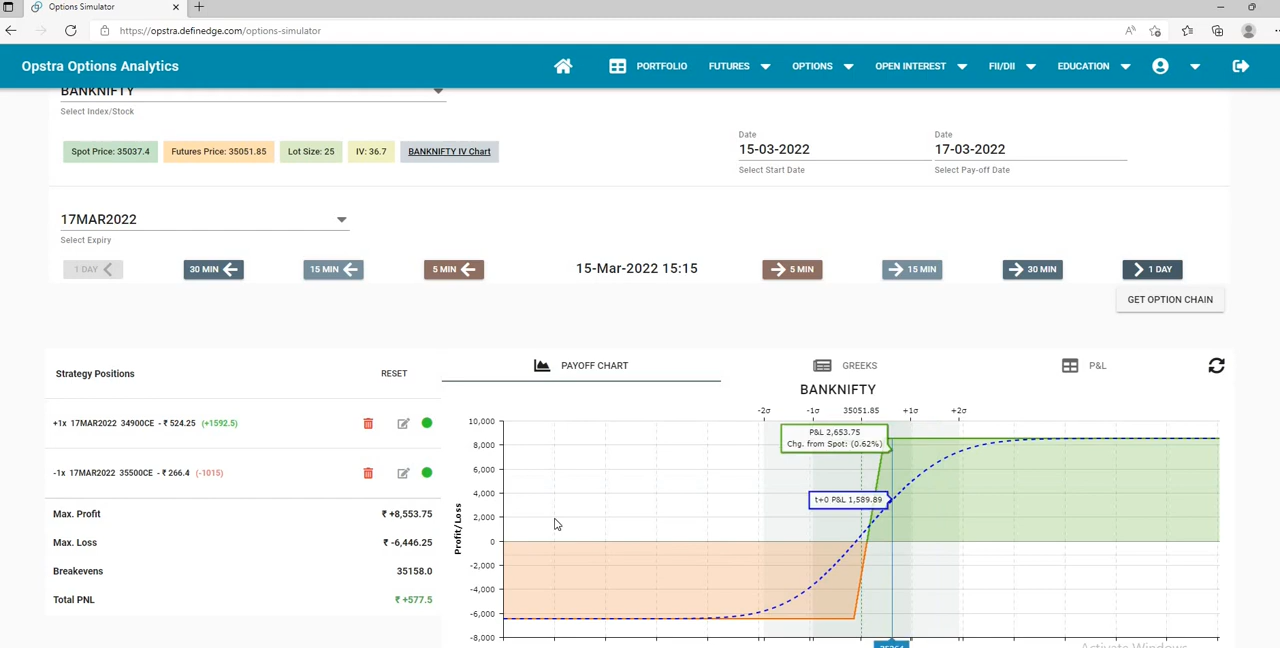 Options Simulator
https://opstra.definedge.com/options-simulator
Opstra Options Analytics
PORTFOLIO
FUTURES
OPTIONS
OPEN INTEREST
FII/DII
EDUCATION
BANKNIFTY
Select Index/Stock
Spot Price: 35037.4
Futures Price: 35051.85
Lot Size: 25
IV: 36.7
BANKNIFTY IV Chart
Date
15-03-2022
Select Start Date
Date
17-03-2022
Select Pay-off Date
17MAR2022
Select Expiry
1 DAY
30 MIN
15 MIN
5 MIN
15-Mar-2022 15:15
5 MIN
15 MIN
30 MIN
1 DAY
GET OPTION CHAIN
Strategy Positions
RESET
+1x 17MAR2022 34900CE - ₹ 524.25 (+1592.5)
-1x 17MAR2022 35500CE - ₹ 266.4 (-1015)
Max. Profit
₹ +8,553.75
Max. Loss
₹ -6,446.25
Breakevens
35158.0
Total PNL
₹ +577.5
PAYOFF CHART
GREEKS
P&L
BANKNIFTY
-2σ
-1σ
35051.85
+1σ
+2σ
P&L 2,653.75
Chg. from Spot: (0.62%)
t+0 P&L 1,589.89
Profit/Loss
10,000
8,000
6,000
4,000
2,000
0
-2,000
-4,000
-6,000
-8,000